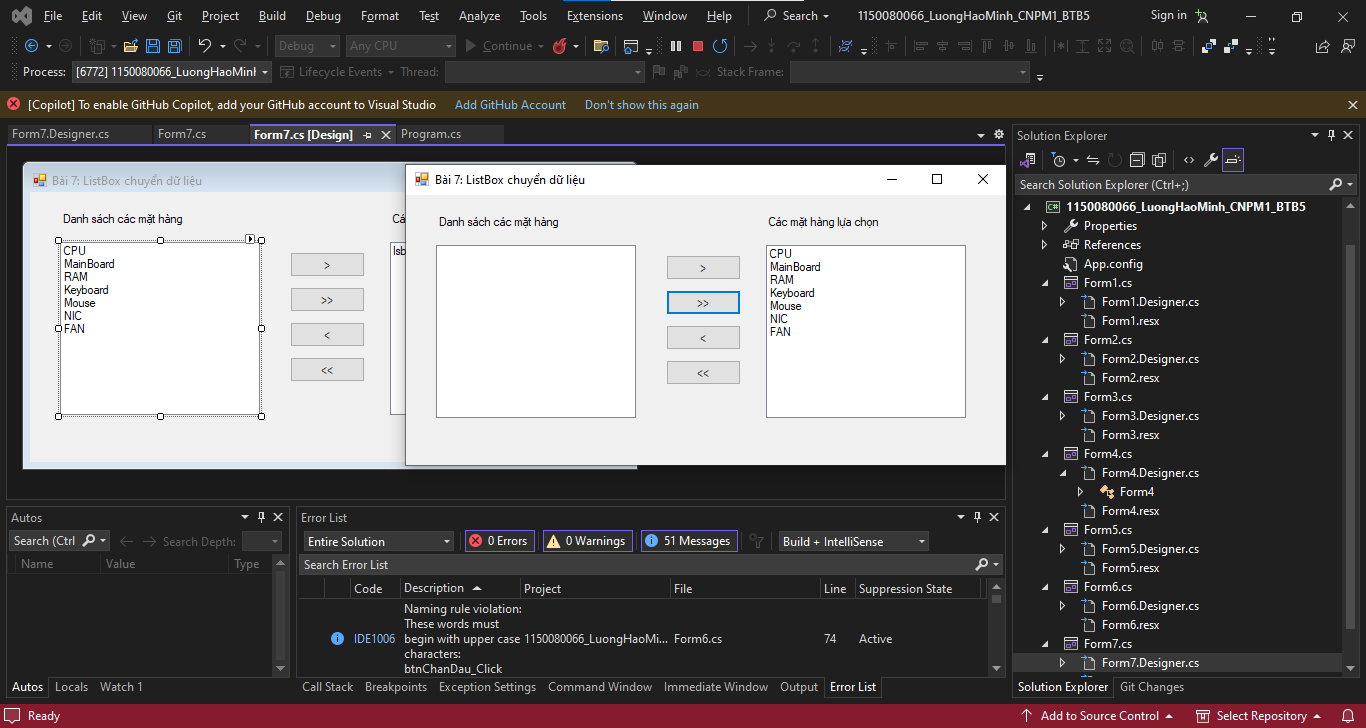 File Edit View Git Project Build Debug Format Test Analyze Tools Extensions Window Help Search 1150080066_LuongHaoMinh_CNPM1_BTB5 Sign in
Debug Any CPU Continue
Process: [6772] 1150080066_LuongHaoMinh Lifecycle Events Thread: Stack Frame:
[Copilot] To enable GitHub Copilot, add your GitHub account to Visual Studio Add GitHub Account Don't show this again
Form7.Designer.cs Form7.cs Form7.cs [Design] Program.cs
Bài 7: ListBox chuyển dữ liệu
Danh sách các mặt hàng
CPU
MainBoard
RAM
Keyboard
Mouse
NIC
FAN
>
>>
<
<<
Cá
lsb
Bài 7: ListBox chuyển dữ liệu
Danh sách các mặt hàng
>
>>
<
<<
Các mặt hàng lựa chọn
CPU
MainBoard
RAM
Keyboard
Mouse
NIC
FAN
Solution Explorer
Search Solution Explorer (Ctrl+;)
C# 1150080066_LuongHaoMinh_CNPM1_BTB5
Properties
References
App.config
Form1.cs
Form1.Designer.cs
Form1.resx
Form2.cs
Form2.Designer.cs
Form2.resx
Form3.cs
Form3.Designer.cs
Form3.resx
Form4.cs
Form4.Designer.cs
Form4
Form4.resx
Form5.cs
Form5.Designer.cs
Form5.resx
Form6.cs
Form6.Designer.cs
Form6.resx
Form7.cs
Form7.Designer.cs
Solution Explorer Git Changes
Autos
Search (Ctrl Search Depth:
Name Value Type
Autos Locals Watch 1
Error List
Entire Solution 0 Errors 0 Warnings 51 Messages Build + IntelliSense
Search Error List
Code Description Project File Line Suppression State
Naming rule violation:
These words must
IDE1006 begin with upper case 1150080066_LuongHaoMi... Form6.cs 74 Active
characters:
btnChanDau_Click
Call Stack Breakpoints Exception Settings Command Window Immediate Window Output Error List
Ready Add to Source Control Select Repository